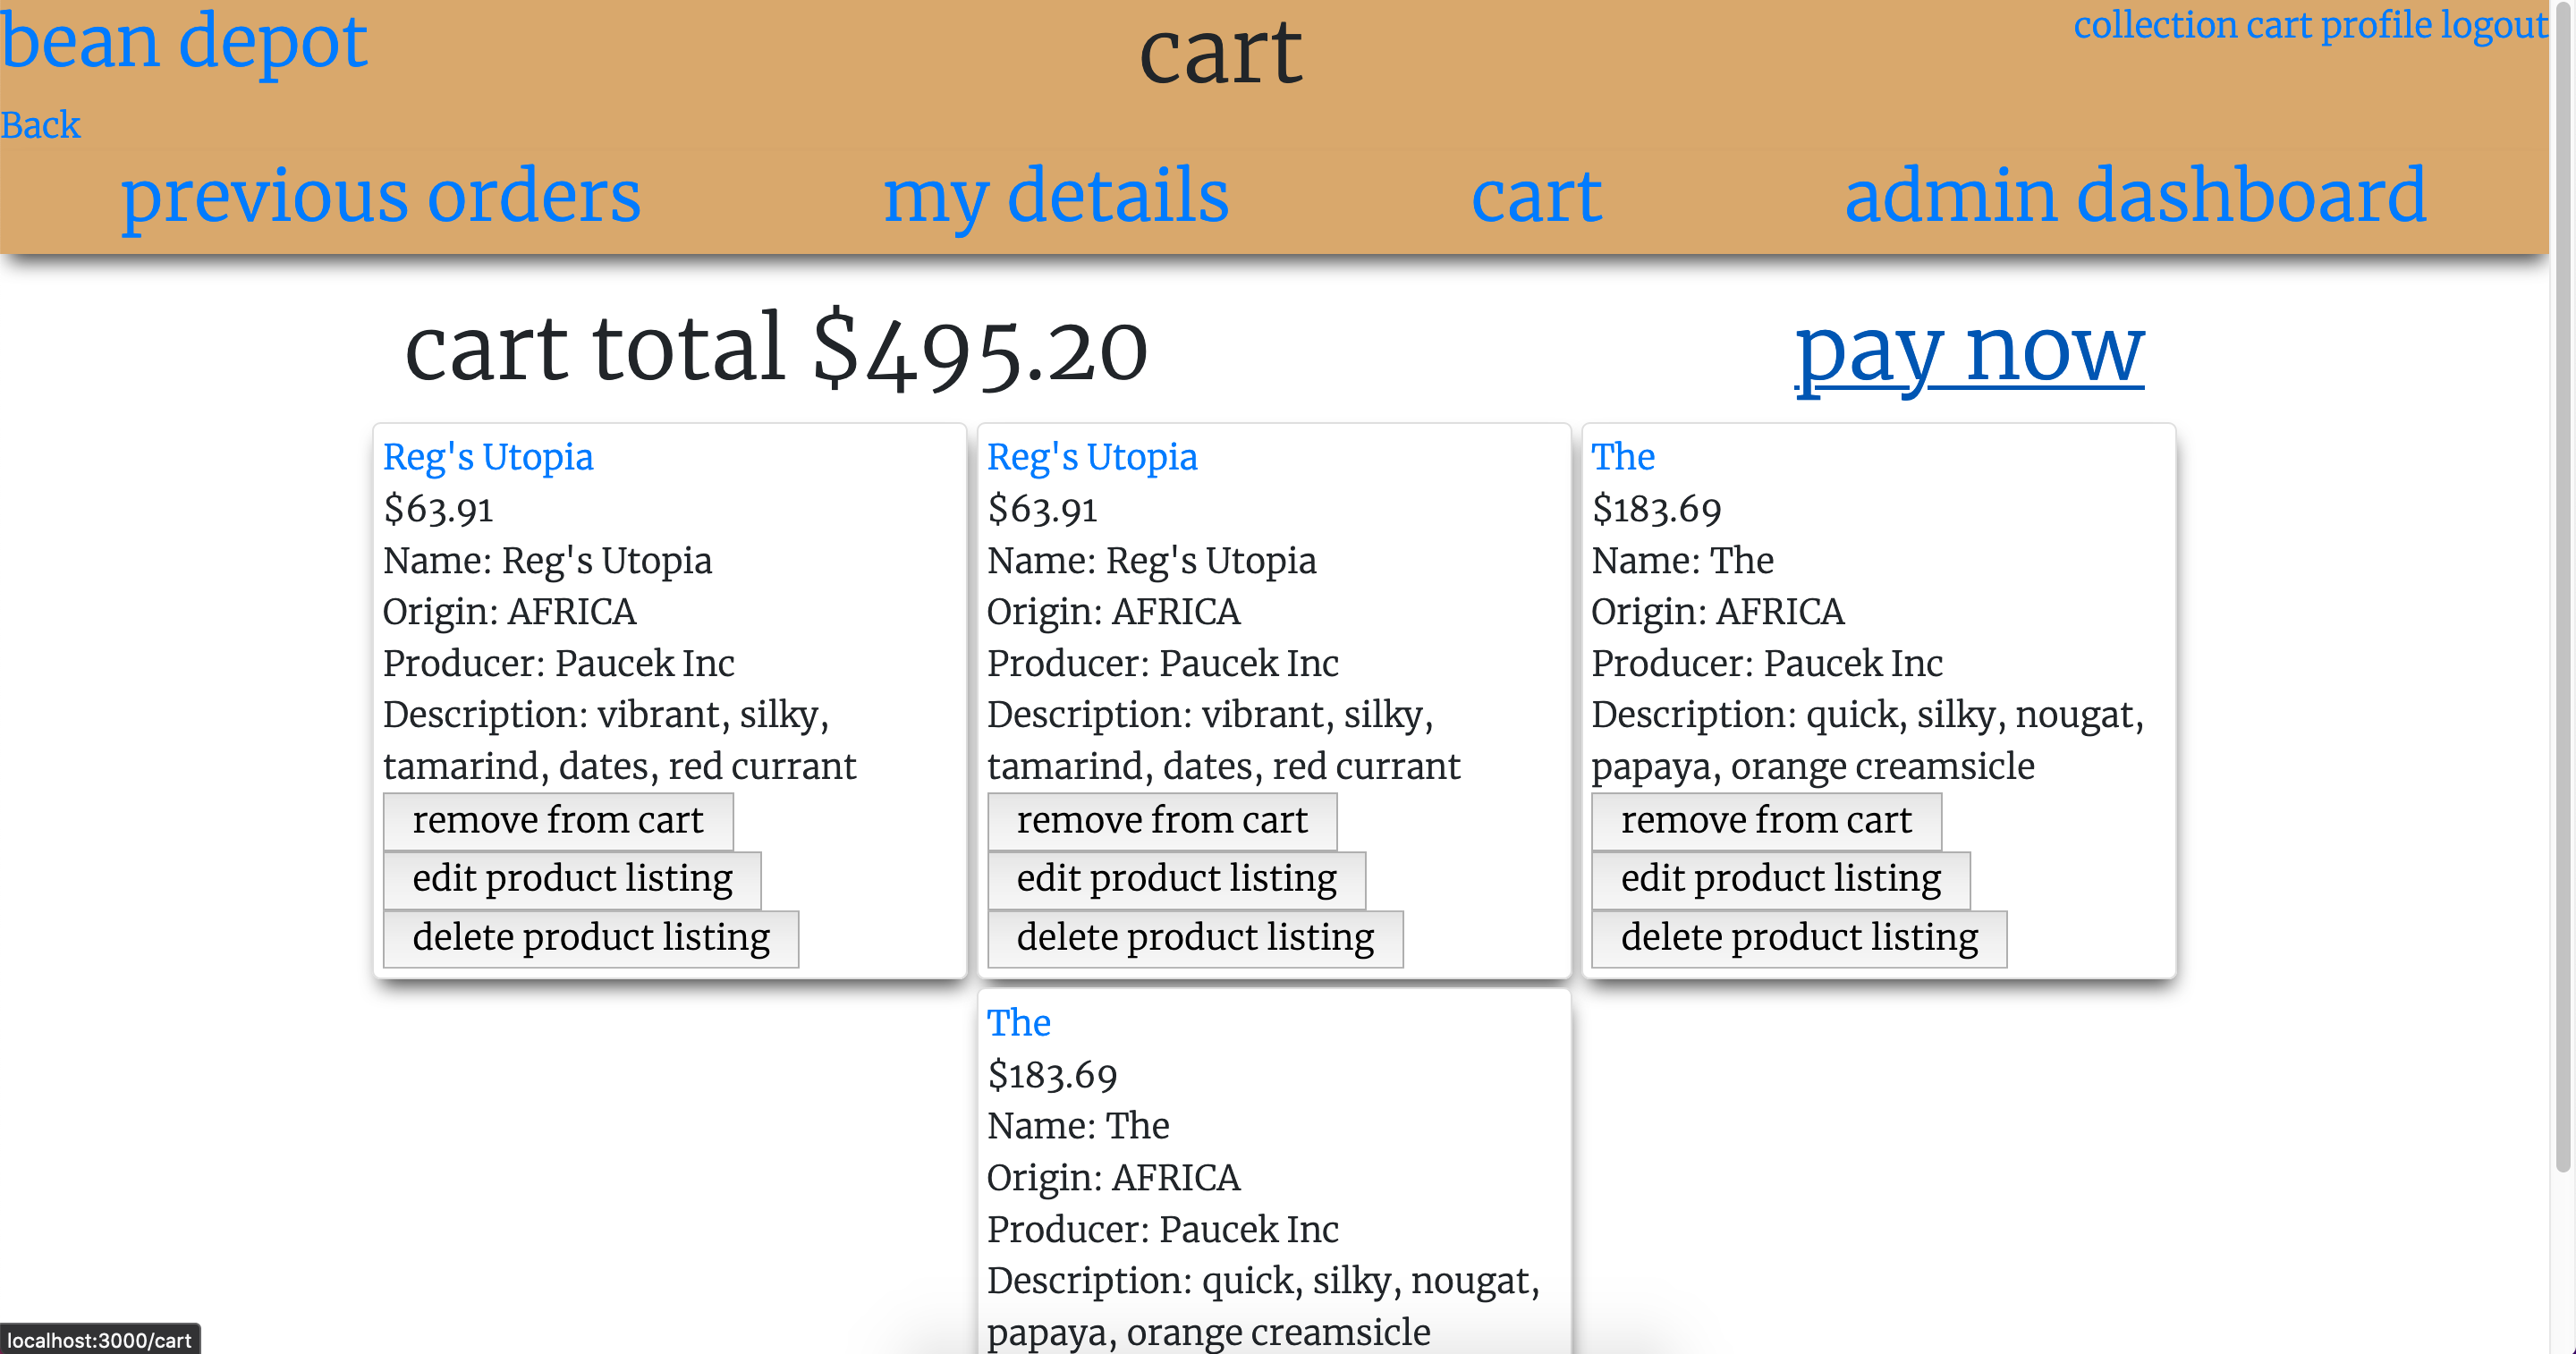 bean depot
cart
collection cart profile logout
Back
previous orders
my details
cart
admin dashboard
cart total $495.20
pay now
Reg's Utopia
$63.91
Name: Reg's Utopia
Origin: AFRICA
Producer: Paucek Inc
Description: vibrant, silky,
tamarind, dates, red currant
remove from cart
edit product listing
delete product listing
Reg's Utopia
$63.91
Name: Reg's Utopia
Origin: AFRICA
Producer: Paucek Inc
Description: vibrant, silky,
tamarind, dates, red currant
remove from cart
edit product listing
delete product listing
The
$183.69
Name: The
Origin: AFRICA
Producer: Paucek Inc
Description: quick, silky, nougat,
papaya, orange creamsicle
remove from cart
edit product listing
delete product listing
The
$183.69
Name: The
Origin: AFRICA
Producer: Paucek Inc
Description: quick, silky, nougat,
papaya, orange creamsicle
localhost:3000/cart